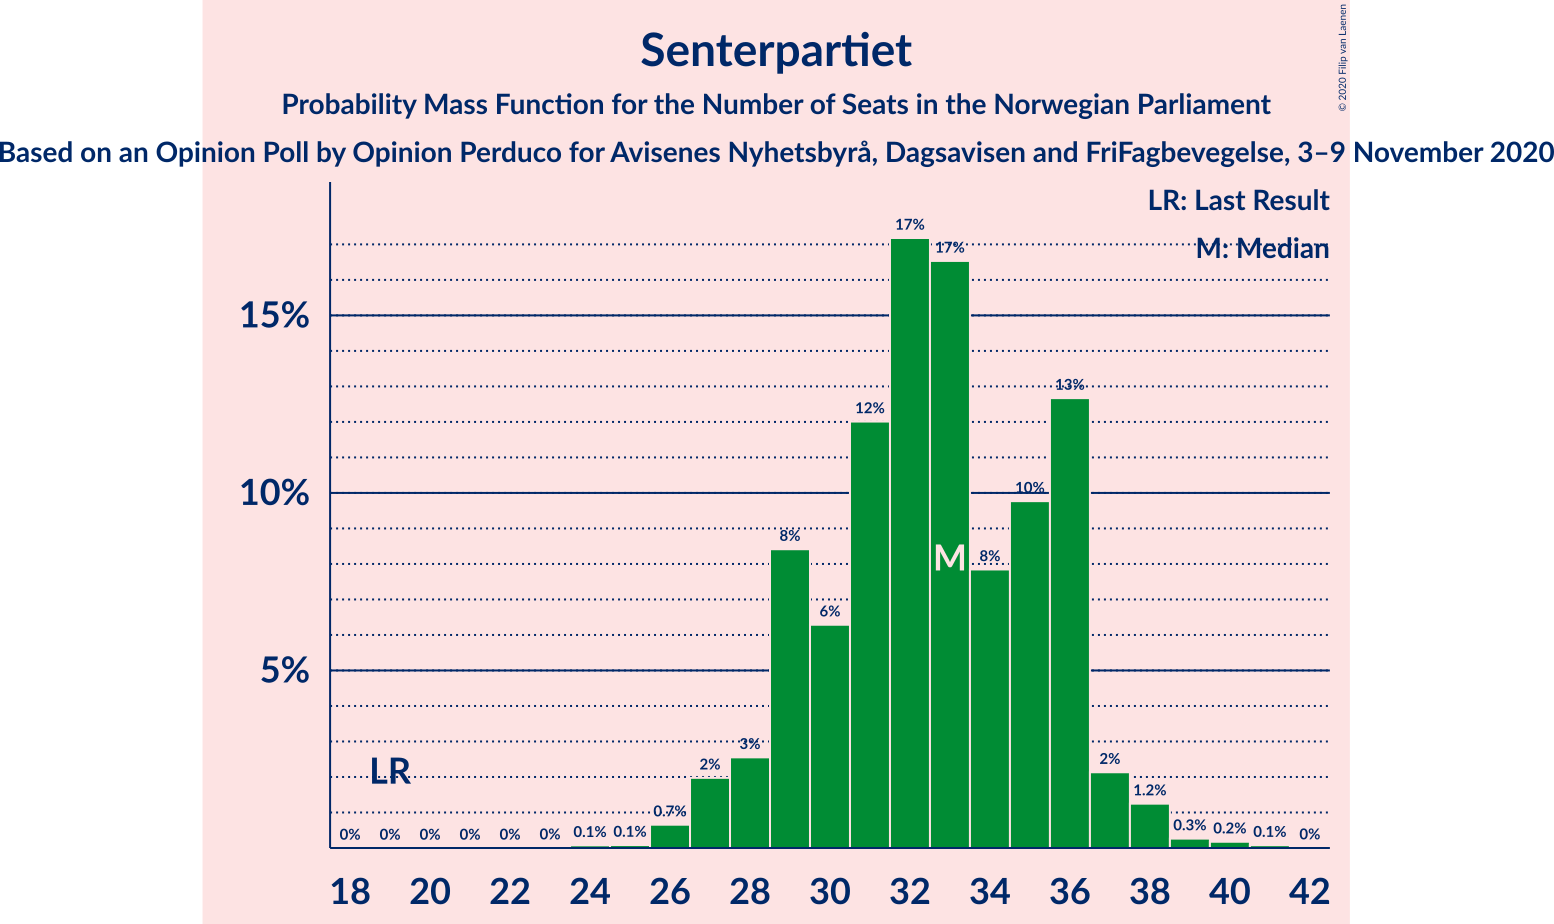 Senterpartiet
Probability Mass Function for the Number of Seats in the Norwegian Parliament
Based on an Opinion Poll by Opinion Perduco for Avisenes Nyhetsbyrå, Dagsavisen and FriFagbevegelse, 3–9 November 2020
© 2020 Filip van Laenen
LR: Last Result
M: Median
15%
10%
5%
LR
M
0% 0% 0% 0% 0% 0% 0.1% 0.1% 0.7% 2% 3% 8% 6% 12% 17% 17% 8% 10% 13% 2% 1.2% 0.3% 0.2% 0.1% 0%
18 20 22 24 26 28 30 32 34 36 38 40 42